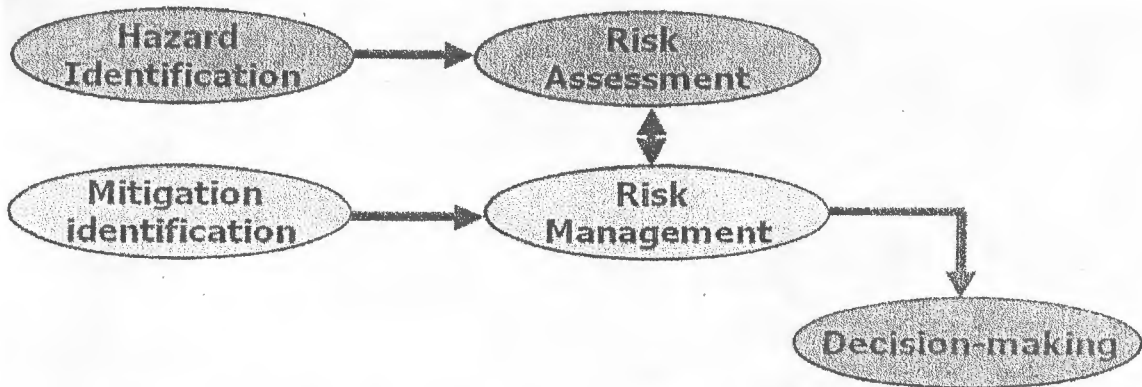 Hazard
Identification
Risk
Assessment
Mitigation
identification
Risk
Management
Decision-making